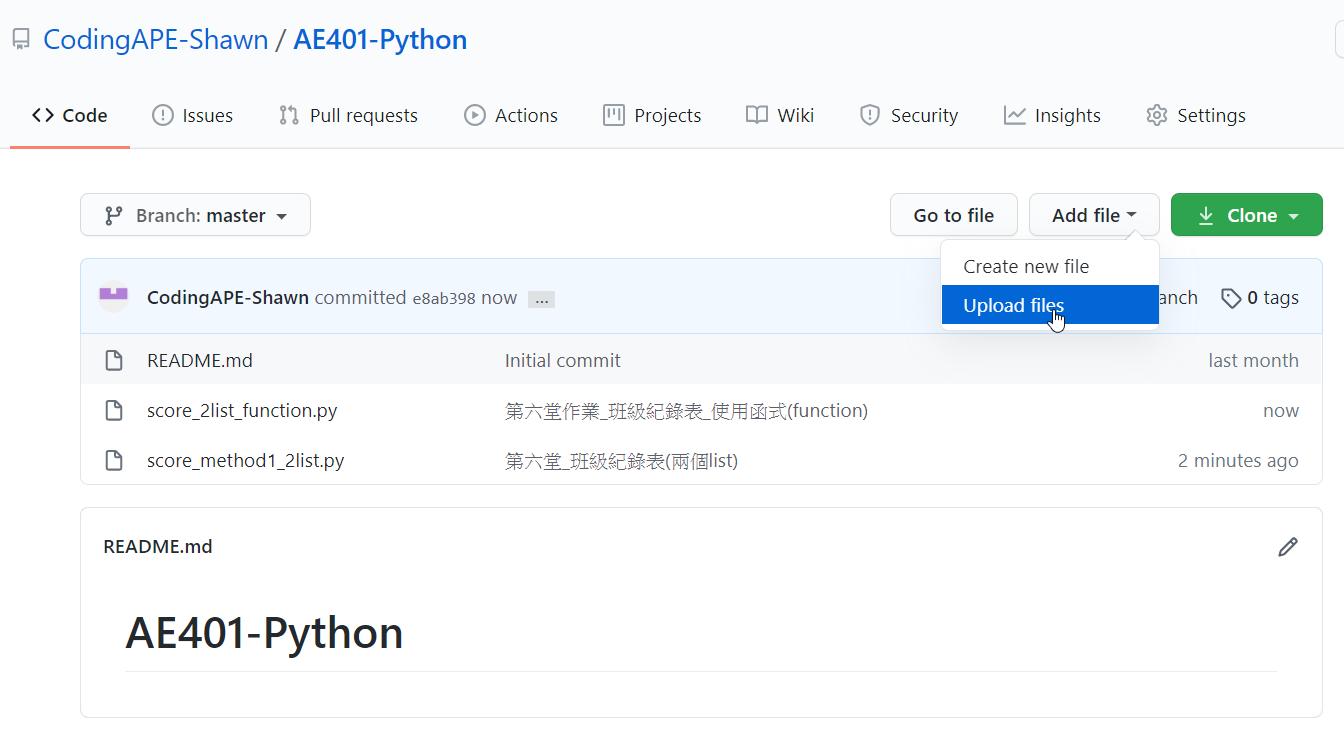 CodingAPE-Shawn / AE401-Python
Code Issues Pull requests Actions Projects Wiki Security Insights Settings
Branch: master Go to file Add file Clone
Create new file
Upload files
CodingAPE-Shawn committed e8ab398 now ... anch 0 tags
README.md Initial commit last month
score_2list_function.py 第六堂作業_班級紀錄表_使用函式(function) now
score_method1_2list.py 第六堂_班級紀錄表(兩個list) 2 minutes ago
README.md
AE401-Python